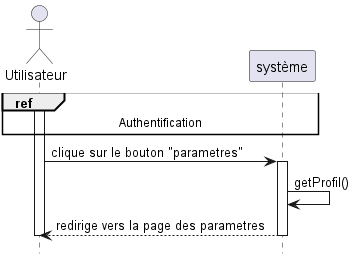 Utilisateur
système
ref
Authentification
clique sur le bouton "parametres"
getProfil()
redirige vers la page des parametres